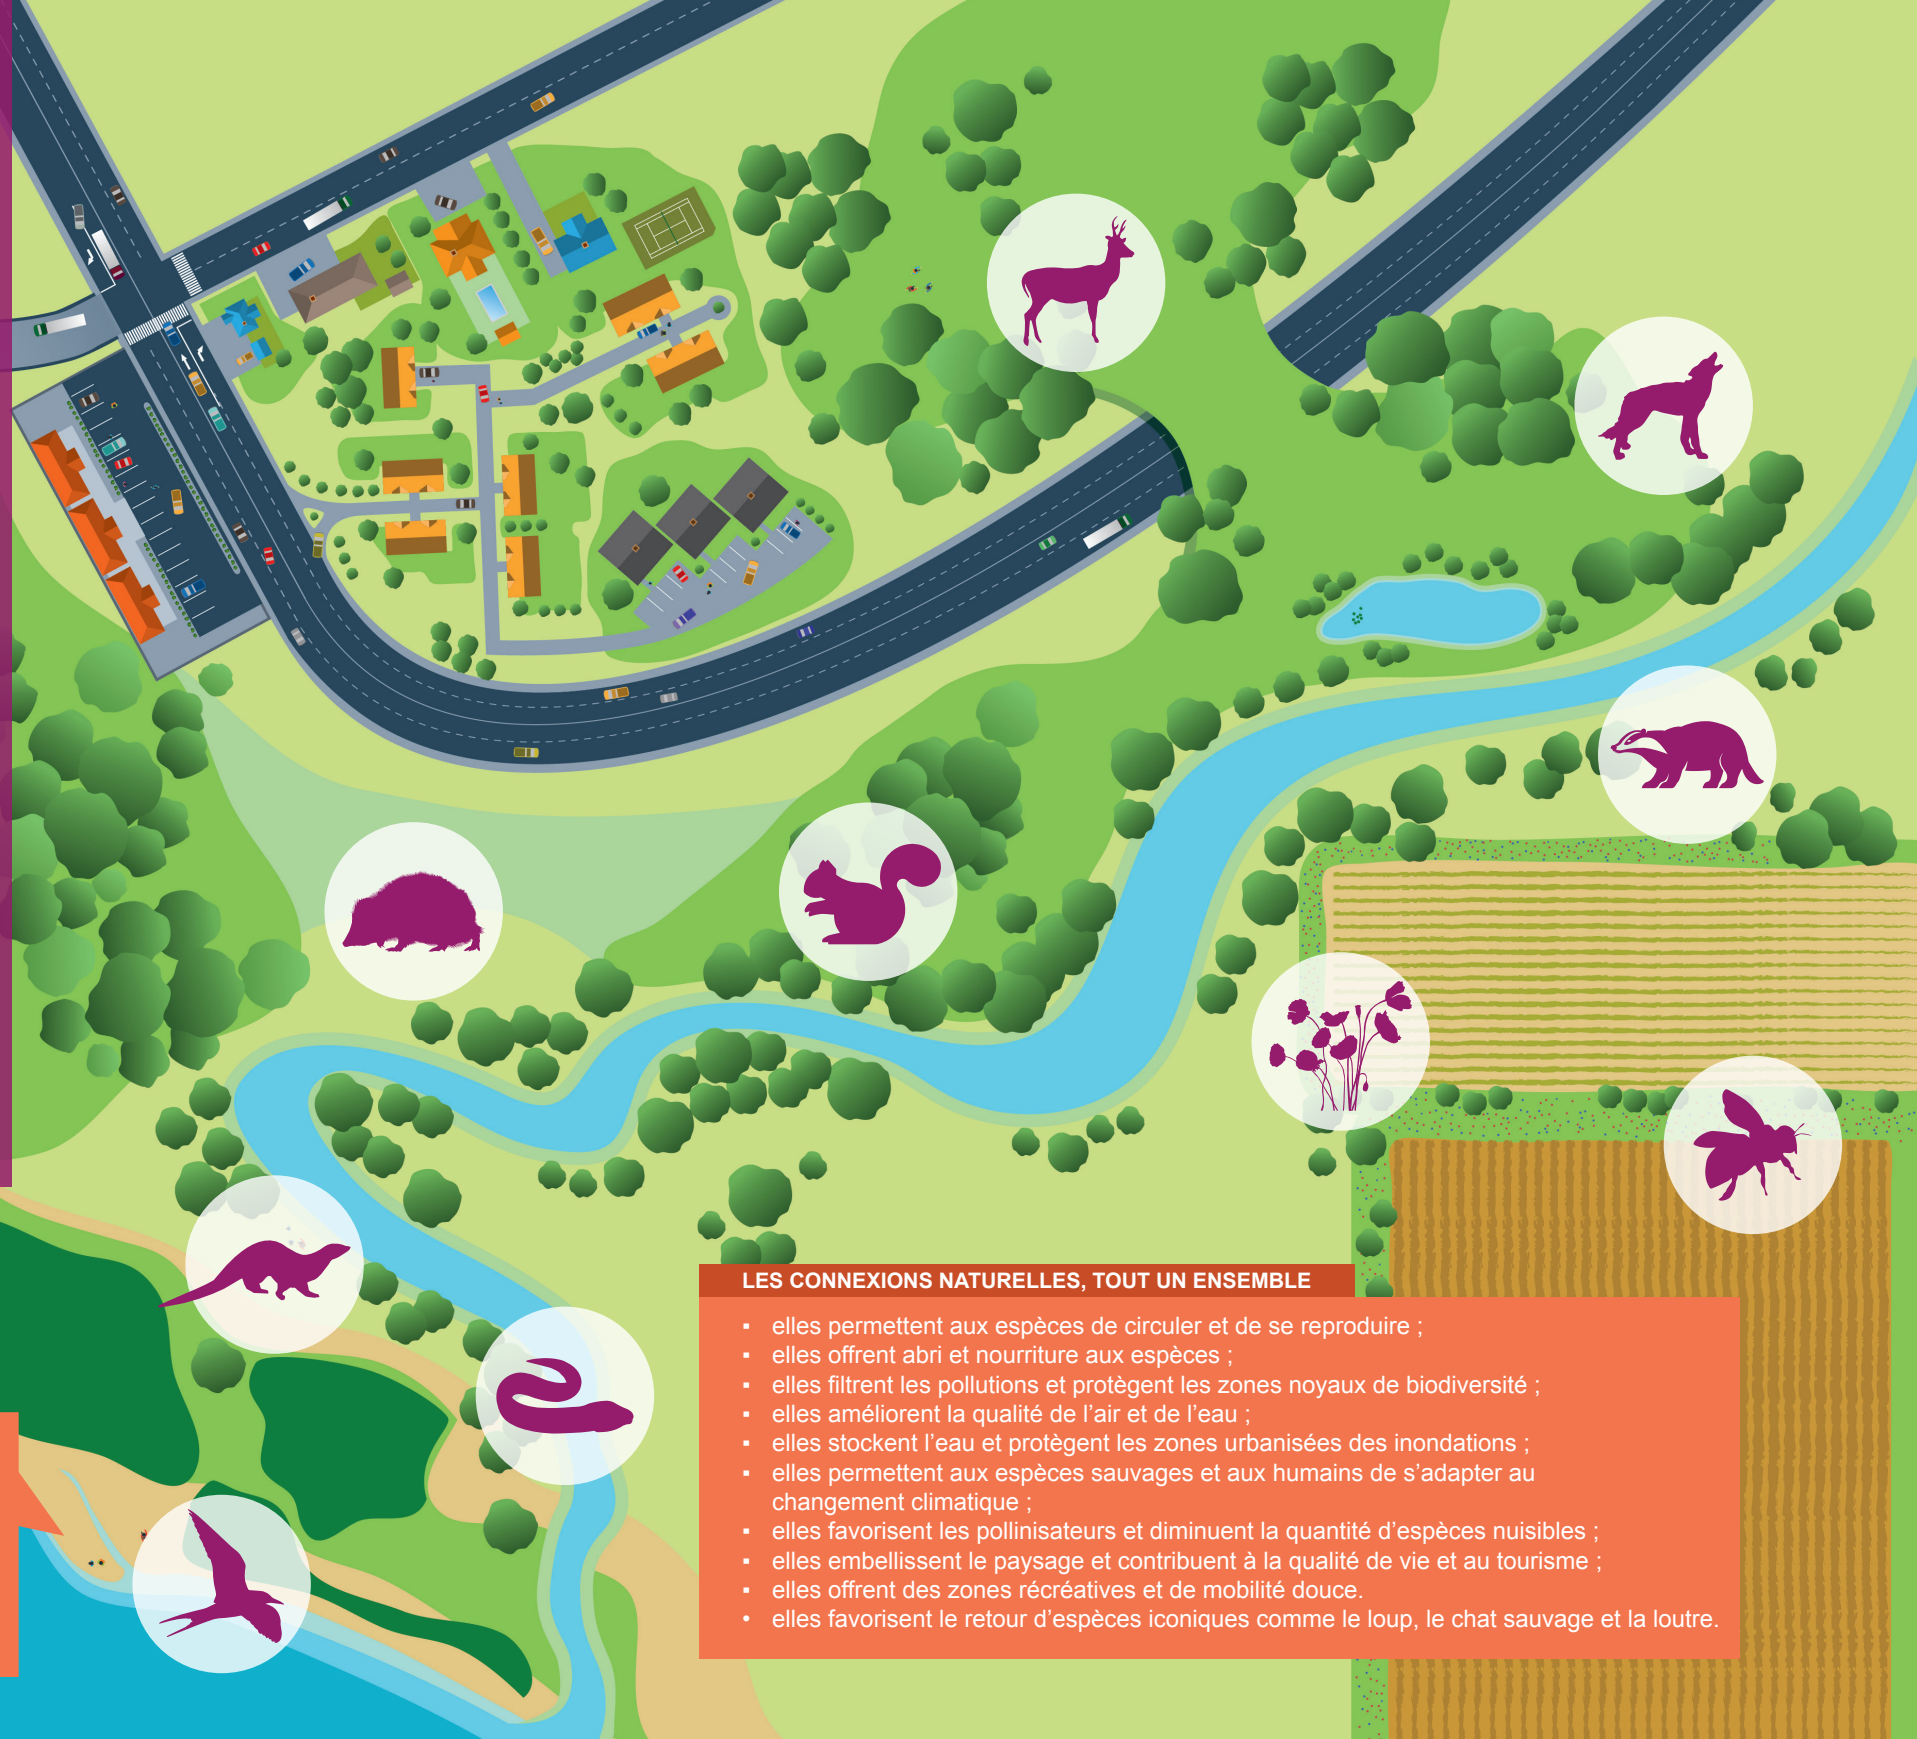 LES CONNEXIONS NATURELLES, TOUT UN ENSEMBLE
▪ elles permettent aux espèces de circuler et de se reproduire ;
▪ elles offrent abri et nourriture aux espèces ;
▪ elles filtrent les pollutions et protègent les zones noyaux de biodiversité ;
▪ elles améliorent la qualité de l’air et de l’eau ;
▪ elles stockent l’eau et protègent les zones urbanisées des inondations ;
▪ elles permettent aux espèces sauvages et aux humains de s’adapter au
changement climatique ;
▪ elles favorisent les pollinisateurs et diminuent la quantité d’espèces nuisibles ;
▪ elles embellissent le paysage et contribuent à la qualité de vie et au tourisme ;
▪ elles offrent des zones récréatives et de mobilité douce.
• elles favorisent le retour d’espèces iconiques comme le loup, le chat sauvage et la loutre.